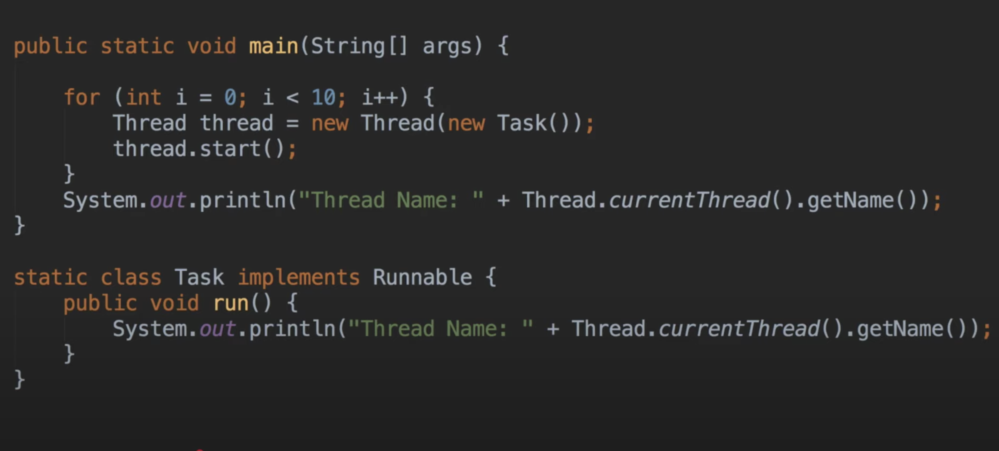 public static void main(String[] args) {
    for (int i = 0; i < 10; i++) {
        Thread thread = new Thread(new Task());
        thread.start();
    }
    System.out.println("Thread Name: " + Thread.currentThread().getName());
}
static class Task implements Runnable {
    public void run() {
        System.out.println("Thread Name: " + Thread.currentThread().getName());
    }
}